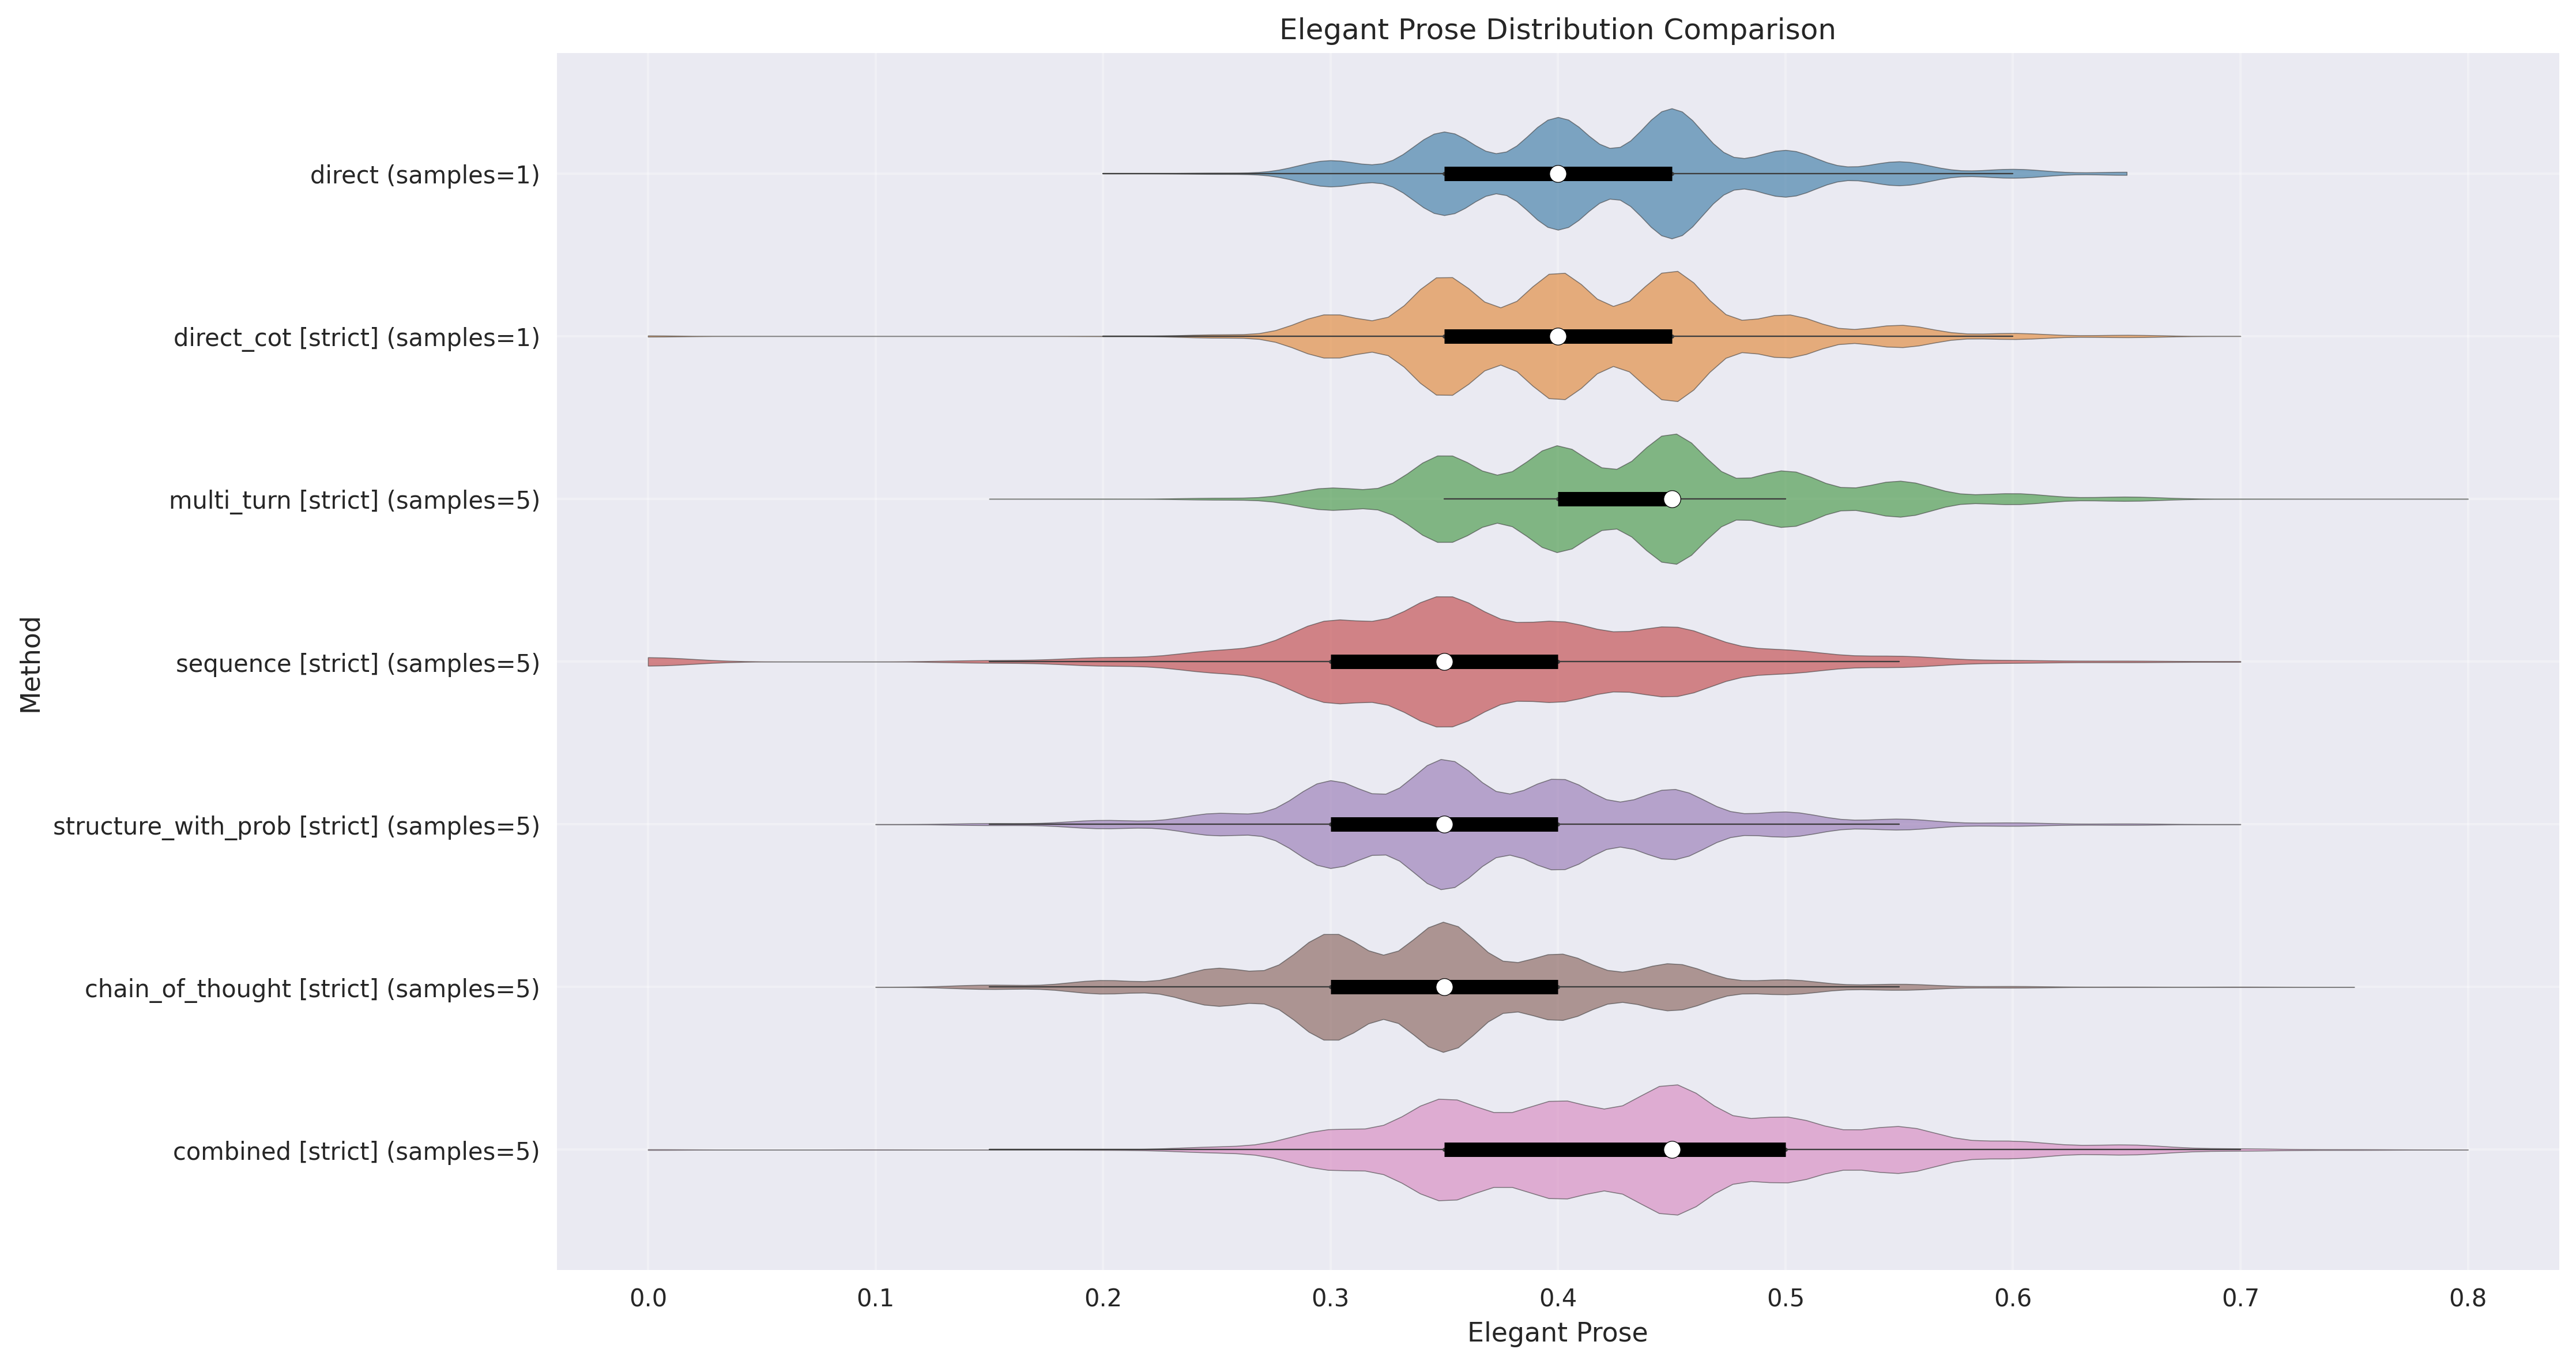 Elegant Prose Distribution Comparison
Method
direct (samples=1)
direct_cot [strict] (samples=1)
multi_turn [strict] (samples=5)
sequence [strict] (samples=5)
structure_with_prob [strict] (samples=5)
chain_of_thought [strict] (samples=5)
combined [strict] (samples=5)
0.0 0.1 0.2 0.3 0.4 0.5 0.6 0.7 0.8
Elegant Prose